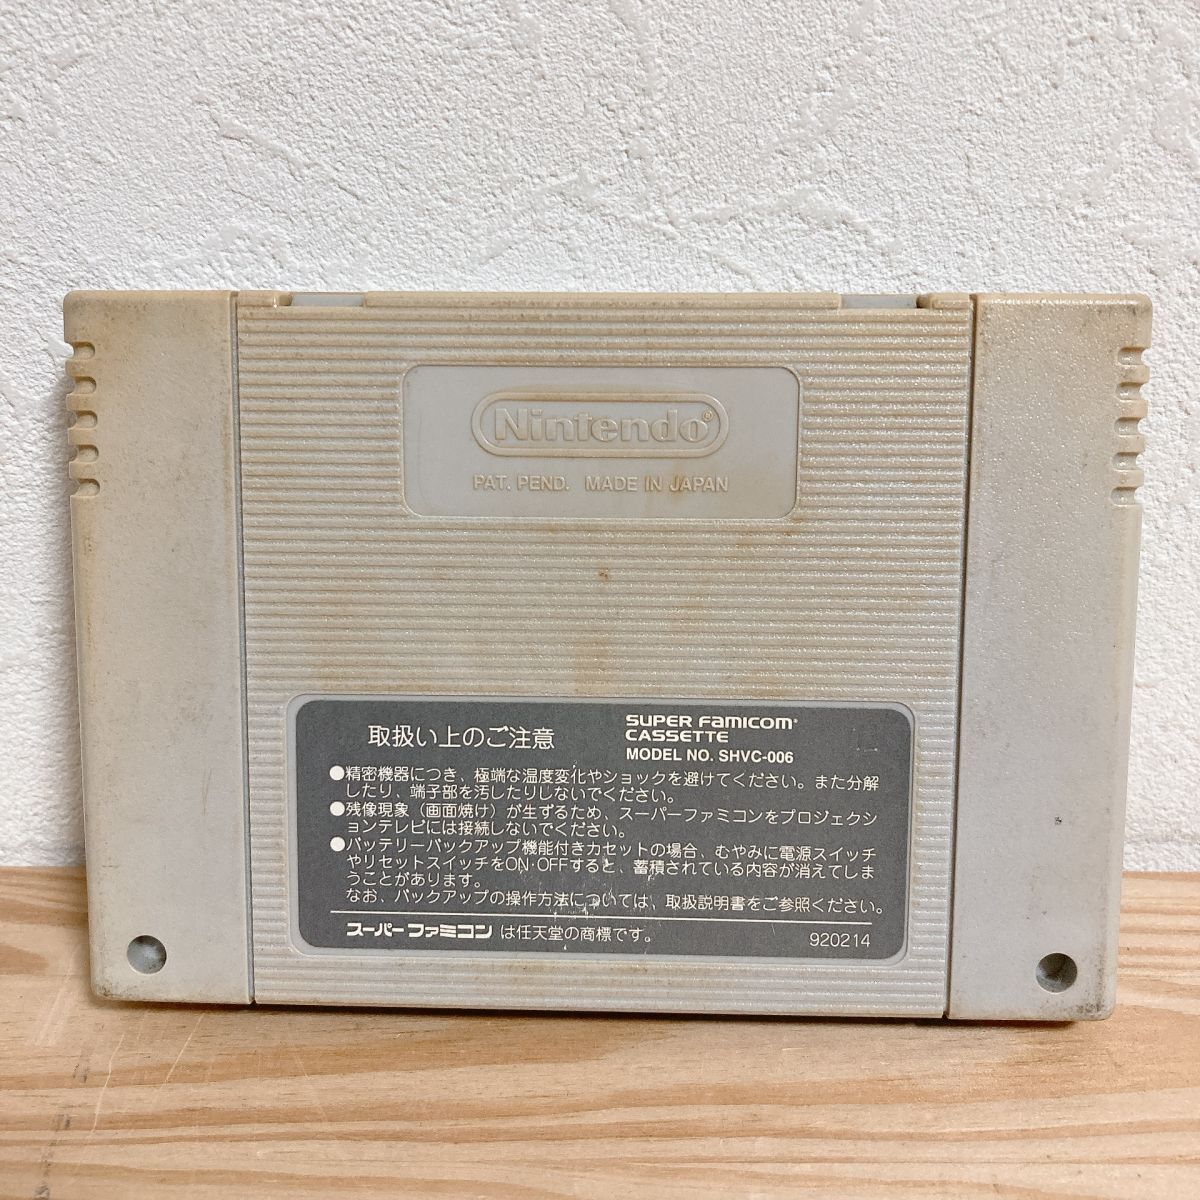 Nintendo®
PAT. PEND. MADE IN JAPAN
取扱い上のご注意
SUPER FAMICOM
CASSETTE
MODEL NO. SHVC-006
●精密機器につき、極端な温度変化やショックを避けてください。また分解
したり、端子部を汚したりしないでください。
●残像現象（画面焼け）が生ずるため、スーパーファミコンをプロジェクシ
ョンテレビには接続しないでください。
●バッテリーバックアップ機能付きカセットの場合、むやみに電源スイッチ
やリセットスイッチをON・OFFすると、蓄積されている内容が消えてしま
うことがあります。
なお、バックアップの操作方法については、取扱説明書をご参照ください。
スーパーファミコンは任天堂の商標です。
920214